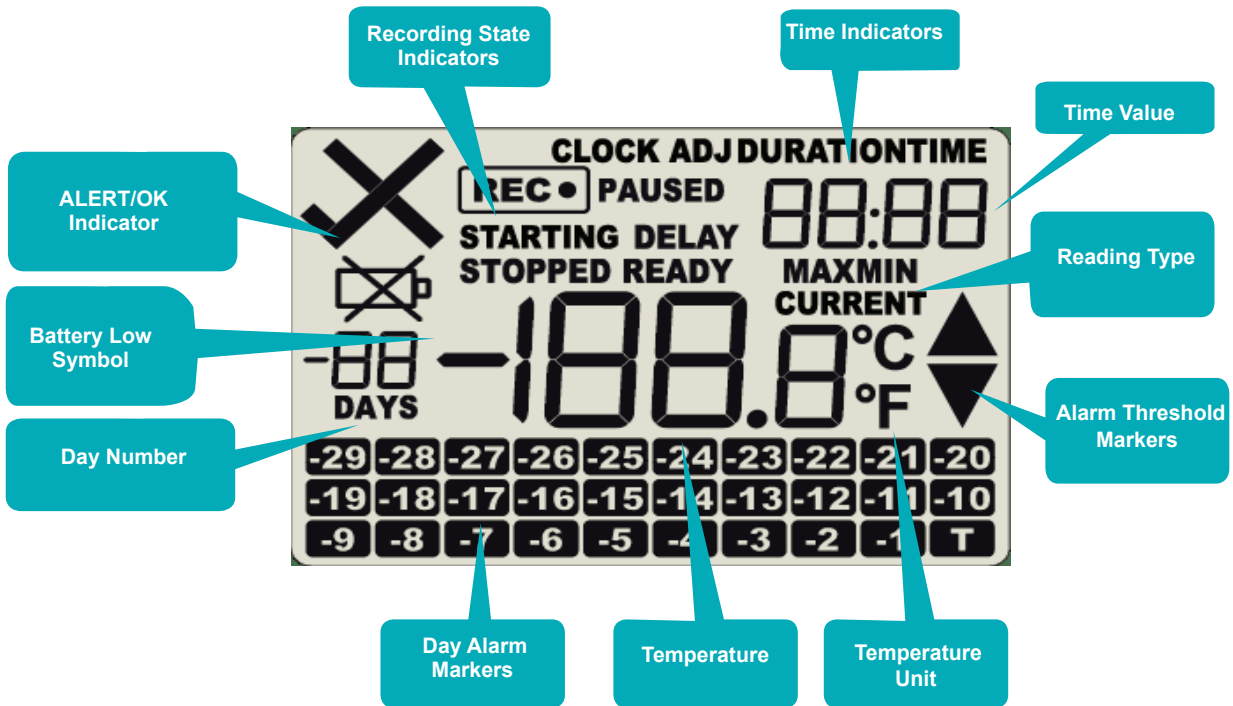 Recording State
Indicators
Time Indicators
Time Value
ALERT/OK
Indicator
Reading Type
Battery Low
Symbol
Alarm Threshold
Markers
Day Number
CLOCK ADJ DURATION TIME
REC● PAUSED
88:88
STARTING DELAY
STOPPED READY
MAXMIN
CURRENT
-188.8
°C
°F
-88
DAYS
-29 -28 -27 -26 -25 -24 -23 -22 -21 -20
-19 -18 -17 -16 -15 -14 -13 -12 -11 -10
-9 -8 -7 -6 -5 -4 -3 -2 -1 T
Day Alarm
Markers
Temperature
Temperature
Unit